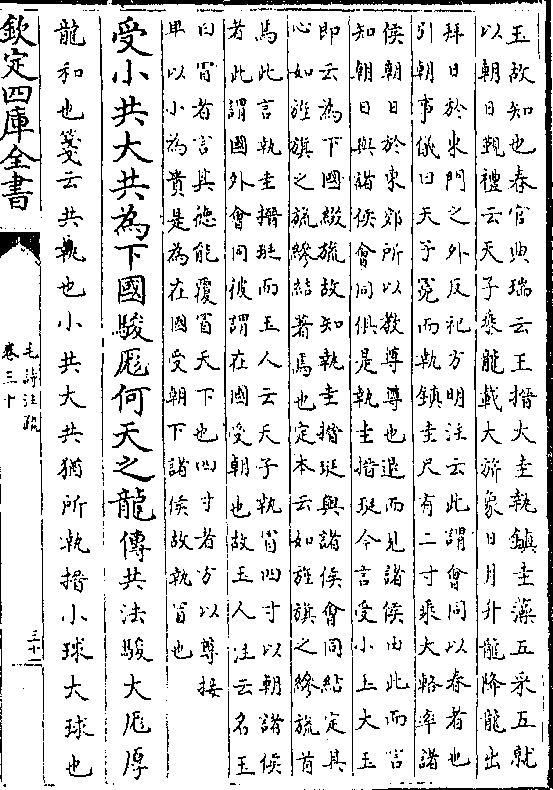 玉故知也春官典瑞云王搢大圭執鎮圭藻五采五就
以朝日覲禮云天子乘龍載大旂象日月升龍降龍出
拜日於東門之外反祀方明注云此謂會同以春者也
引朝事儀曰天子冕而執鎮圭尺有二寸乘大輅率諸
侯朝日於東郊所以教尊尊也退而見諸侯由此而言
知朝日與諸侯會同俱是執圭搢珽今言受小玉大玉
即云為下國綴旒故知執圭搢珽與諸侯會同結定其
心如旌旗之旒縿結著焉也定本云如旌旗之縿旒首
焉此言執圭搢珽而玉人云天子執冒四寸以朝諸侯
者此謂國外會同彼謂在國受朝也故玉人注云名玉
曰冒者言其德能覆冒天下也四寸者方以尊接
卑以小為貴是為在國受朝下諸侯故執冒也
受小共大共為下國駿厖何天之龍傳共法駿大厖厚
龍和也箋云共執也小共大共猶所執搢小球大球也
欽定四庫全書
毛詩注疏
卷三十
三十二